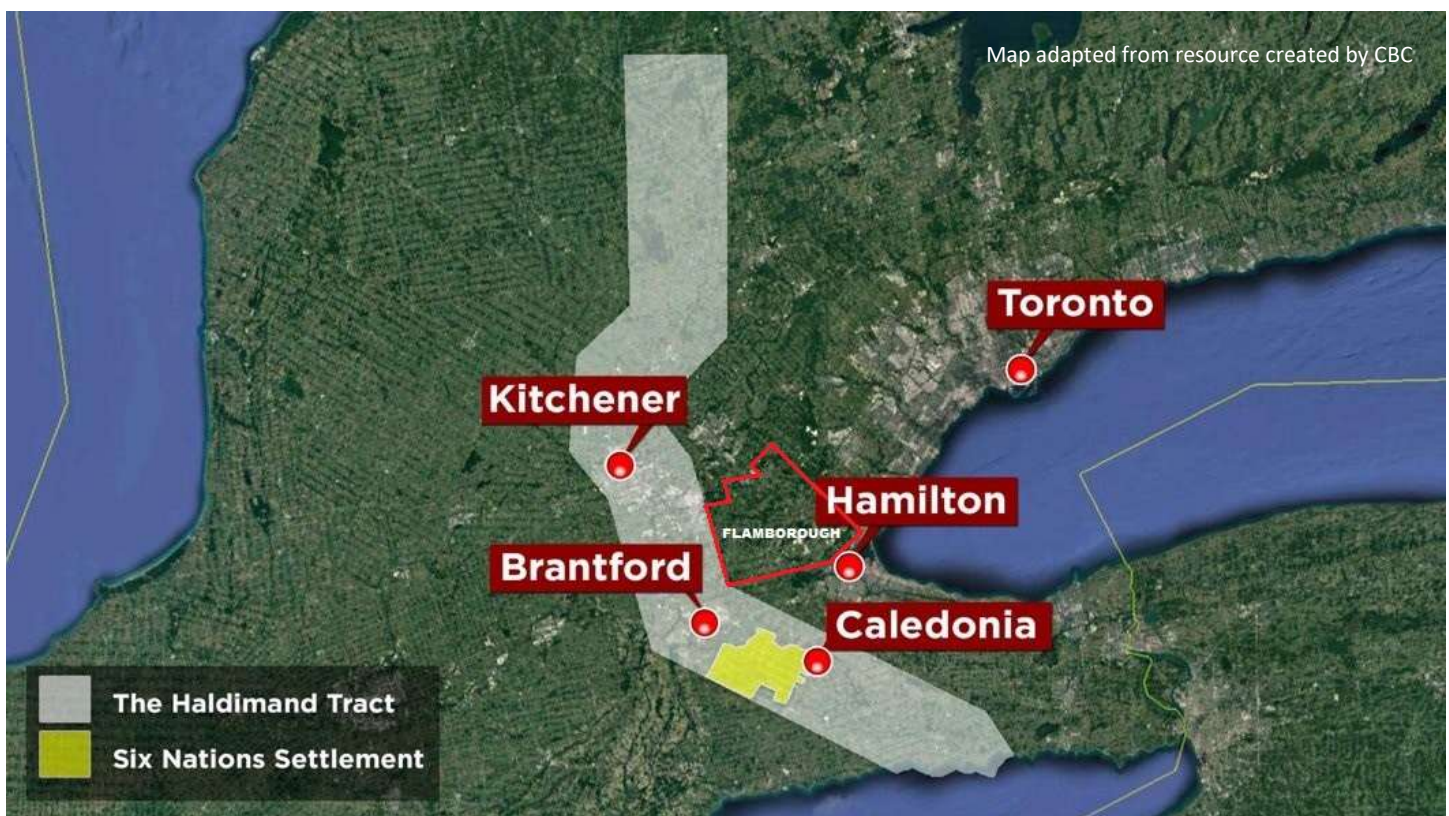 Map adapted from resource created by CBC
Toronto
Kitchener
Hamilton
FLAMBOROUGH
Brantford
Caledonia
The Haldimand Tract
Six Nations Settlement